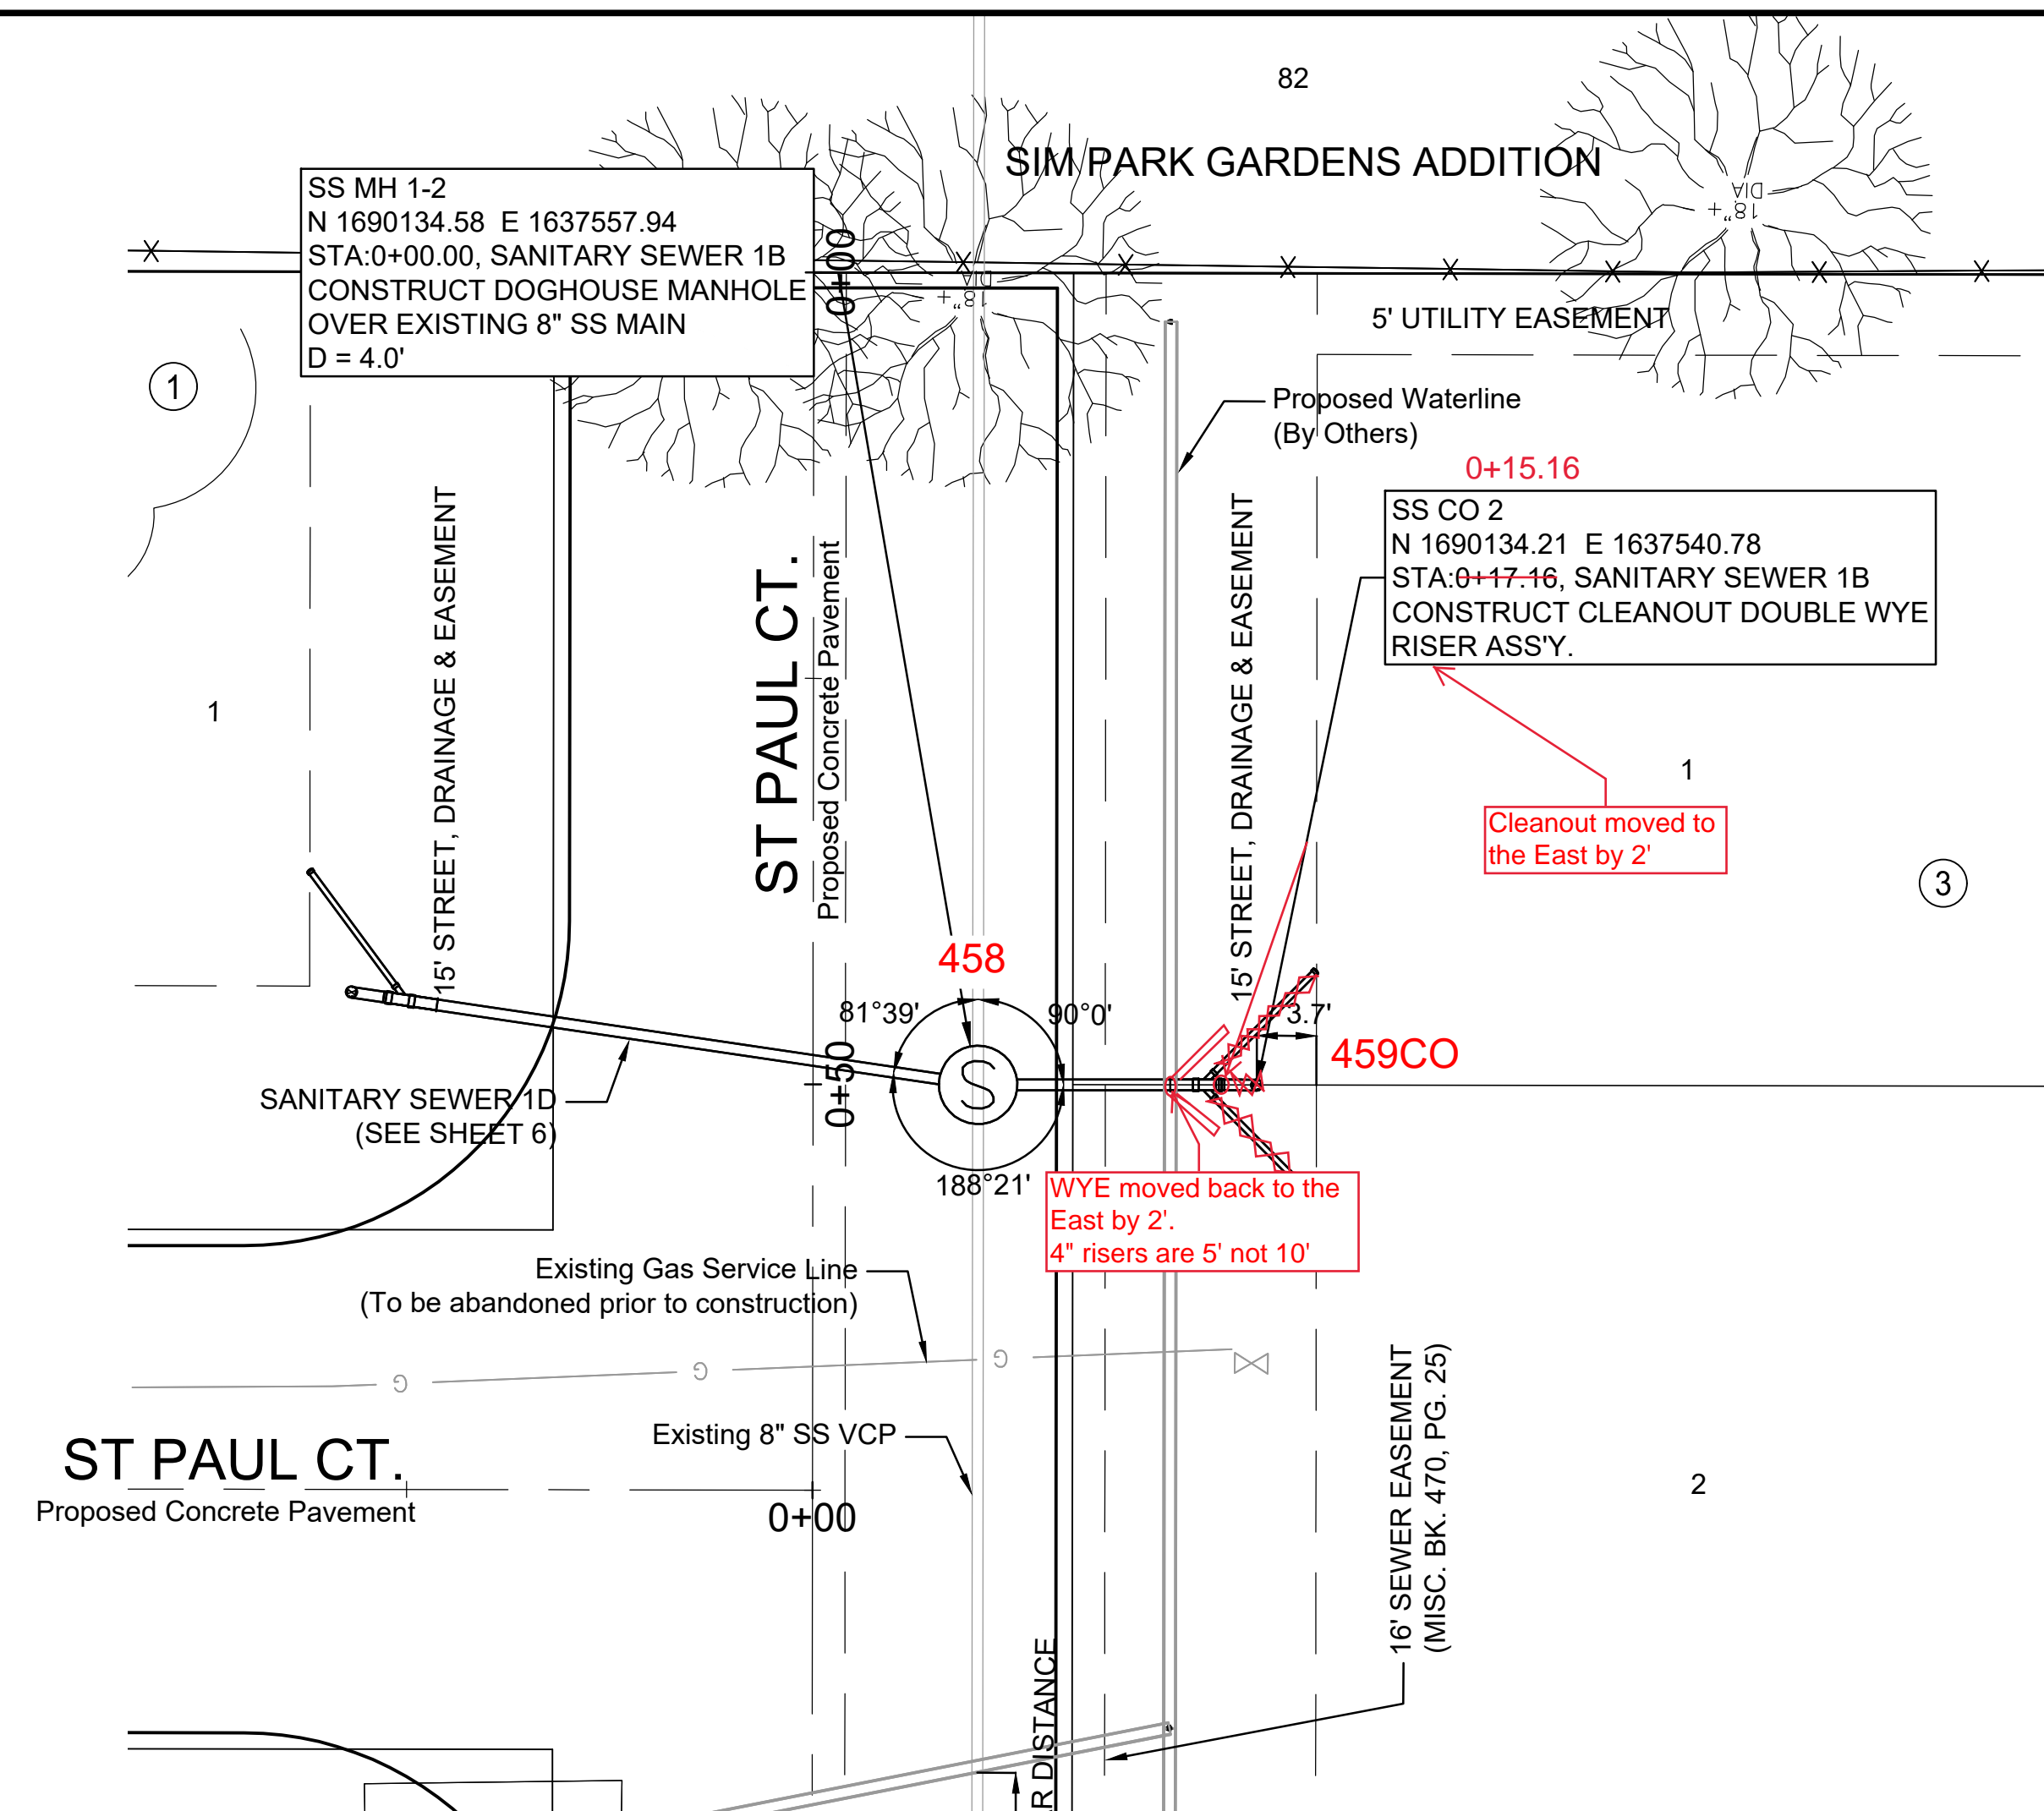 82
SIM PARK GARDENS ADDITION
18"
DIA
SS MH 1-2
N 1690134.58 E 1637557.94
STA:0+00.00, SANITARY SEWER 1B
CONSTRUCT DOGHOUSE MANHOLE
OVER EXISTING 8" SS MAIN
D = 4.0'
0+00
5' UTILITY EASEMENT
1
Proposed Waterline
(By Others)
0+15.16
SS CO 2
N 1690134.21 E 1637540.78
STA:0+17.16, SANITARY SEWER 1B
CONSTRUCT CLEANOUT DOUBLE WYE
RISER ASS'Y.
15' STREET, DRAINAGE & EASEMENT
ST PAUL CT.
Proposed Concrete Pavement
15' STREET, DRAINAGE & EASEMENT
1
1
Cleanout moved to
the East by 2'
3
458
81°39'
90°0'
3.7'
459CO
0+50
S
SANITARY SEWER 1D
(SEE SHEET 6)
188°21'
WYE moved back to the
East by 2'.
4" risers are 5' not 10'
Existing Gas Service Line
(To be abandoned prior to construction)
G
G
G
Existing 8" SS VCP
16' SEWER EASEMENT
(MISC. BK. 470, PG. 25)
ST PAUL CT.
Proposed Concrete Pavement
0+00
2
DISTANCE